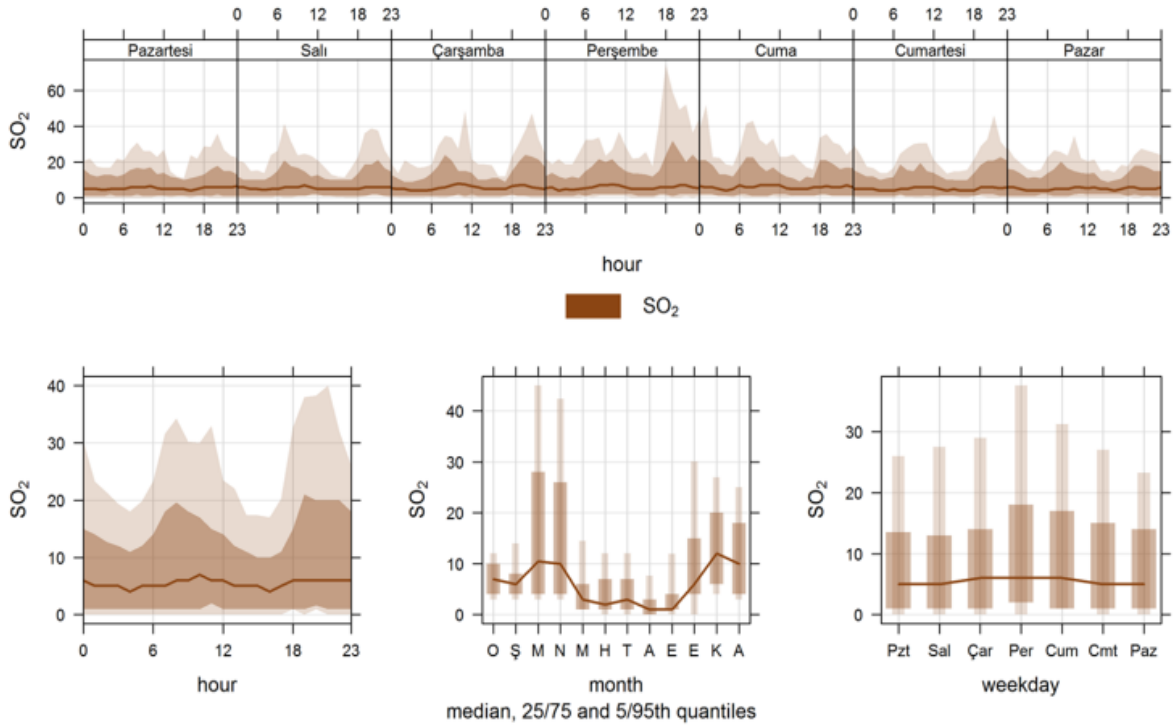 0 6 12 18 23 0 6 12 18 23 0 6 12 18 23
Pazartesi Salı Çarşamba Perşembe Cuma Cumartesi Pazar
SO₂
60
40
20
0
0 6 12 18 23 0 6 12 18 23 0 6 12 18 23 0 6 12 18 23
hour
SO₂
SO₂
40
30
20
10
0
0 6 12 18 23
hour
SO₂
40
30
20
10
0
O Ş M N M H T A E E K A
month
median, 25/75 and 5/95th quantiles
SO₂
30
20
10
0
Pzt Sal Çar Per Cum Cmt Paz
weekday